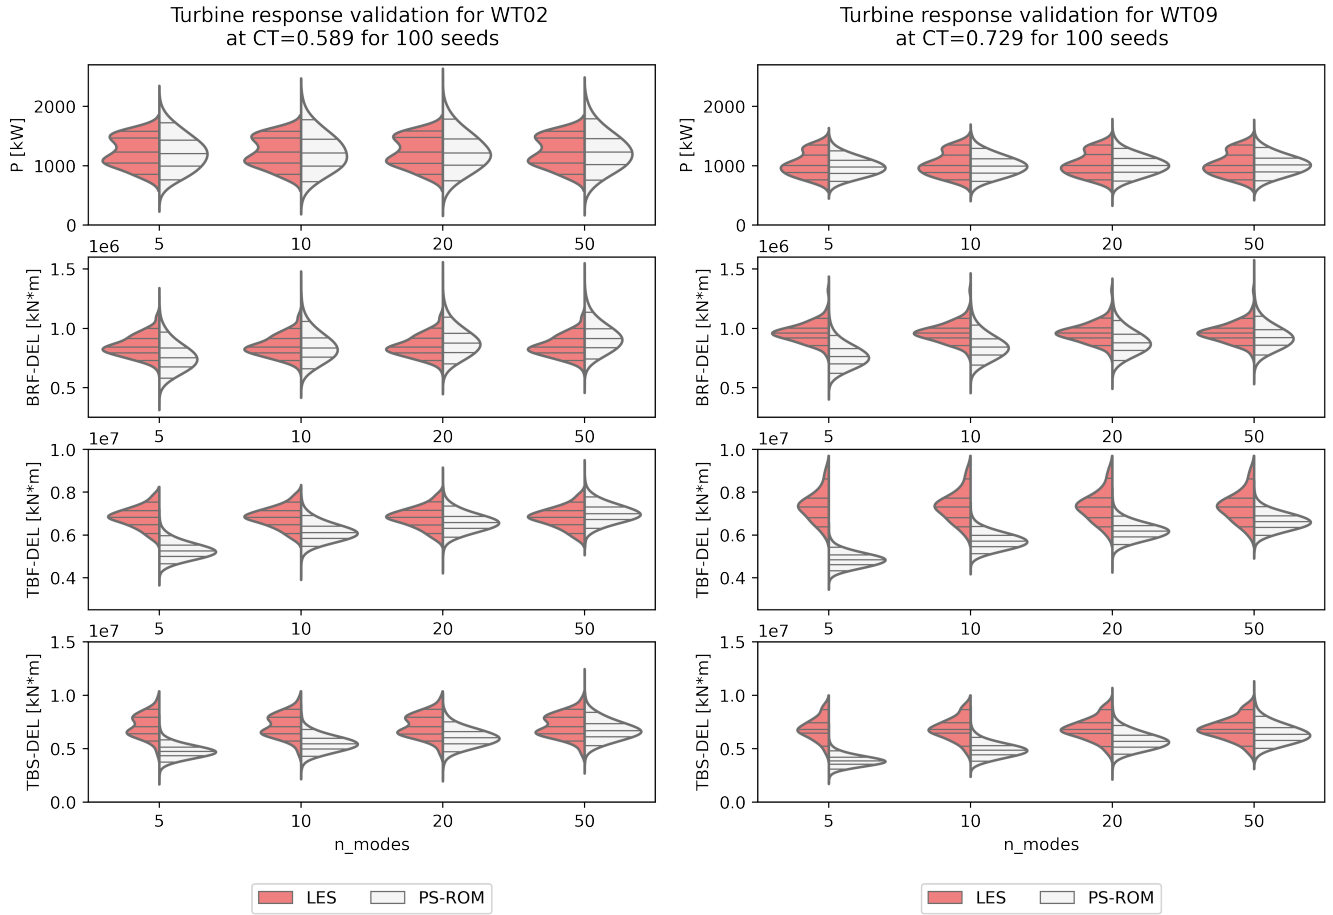 Turbine response validation for WT02
at CT=0.589 for 100 seeds
P [kW]
2000
1000
0
5 10 20 50
1e6
BRF-DEL [kN*m]
1.5
1.0
0.5
5 10 20 50
1e7
TBF-DEL [kN*m]
1.0
0.8
0.6
0.4
5 10 20 50
1e7
TBS-DEL [kN*m]
1.5
1.0
0.5
0.0
5 10 20 50
n_modes
LES PS-ROM
Turbine response validation for WT09
at CT=0.729 for 100 seeds
P [kW]
2000
1000
0
5 10 20 50
1e6
BRF-DEL [kN*m]
1.5
1.0
0.5
5 10 20 50
1e7
TBF-DEL [kN*m]
1.0
0.8
0.6
0.4
5 10 20 50
1e7
TBS-DEL [kN*m]
1.5
1.0
0.5
0.0
5 10 20 50
n_modes
LES PS-ROM